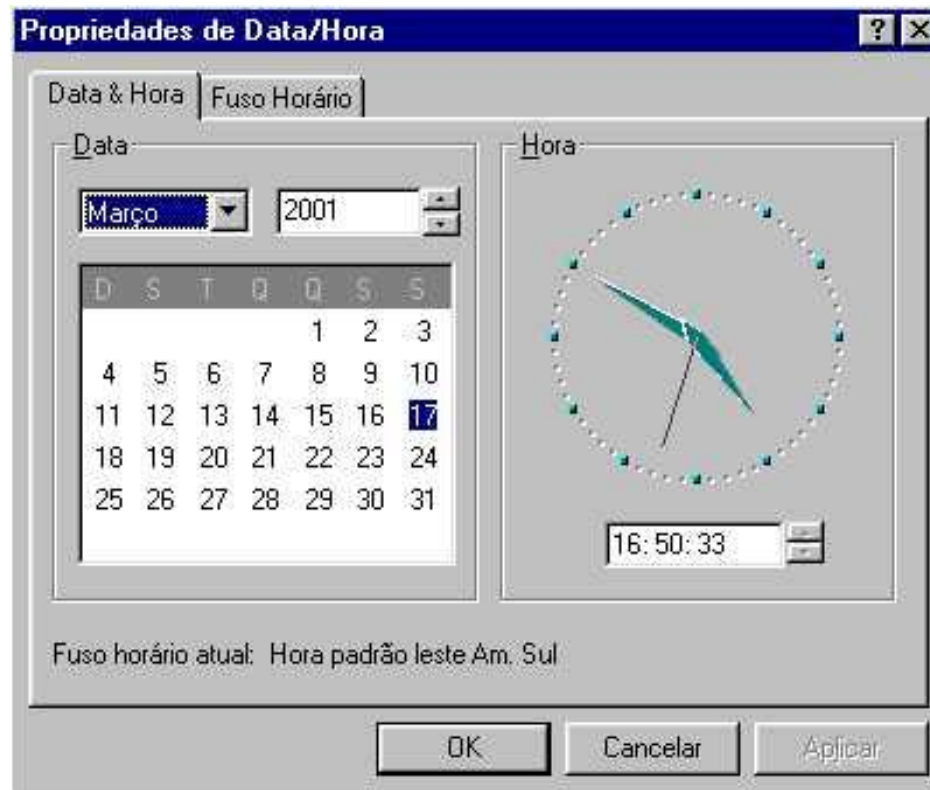 Propriedades de Data/Hora
Data & Hora
Fuso Horário
Data
Março
2001
D S T Q Q S S
1 2 3
4 5 6 7 8 9 10
11 12 13 14 15 16 17
18 19 20 21 22 23 24
25 26 27 28 29 30 31
Hora
16: 50: 33
Fuso horário atual: Hora padrão leste Am. Sul
OK
Cancelar
Aplicar